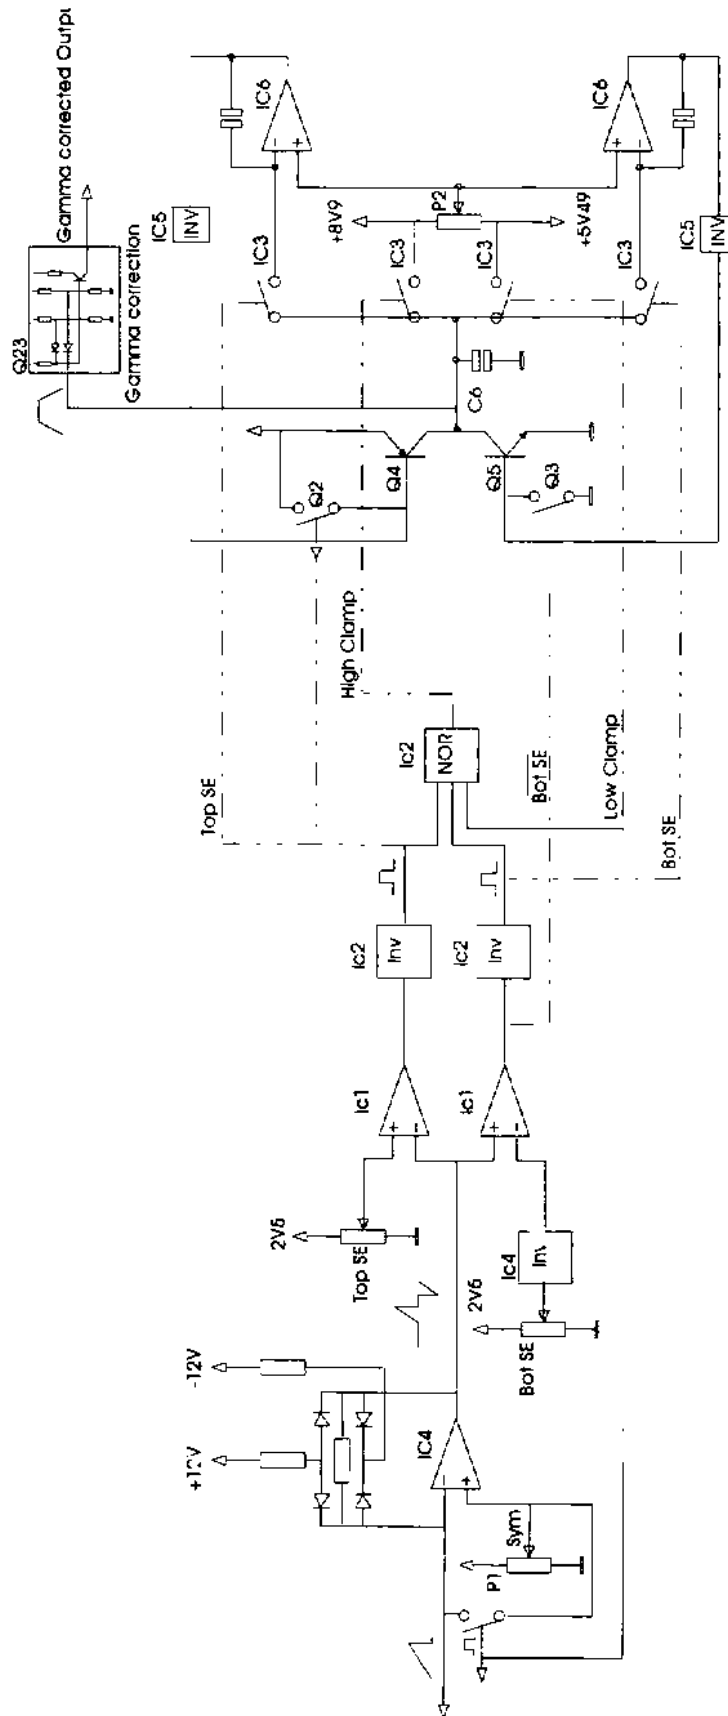 Gamma corrected Outpu
Q23
Gamma correction
IC5
INV
IC6
IC6
IC3
IC3
IC3
IC3
+8V9
P2
+5V49
IC5
INV
C6
Q4
Q5
Q2
Q3
High Clamp
Top SE
Ic2
NOR
Bot SE
Low Clamp
Bot SE
Ic2
Inv
Ic2
Inv
Ic1
Ic1
2V6
Top SE
Ic4
Inv
2V6
Bot SE
-12V
+12V
IC4
Sym
P1